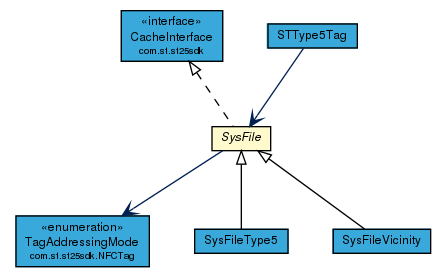 «interface»
CacheInterface
com.st.st25sdk
STType5Tag
SysFile
«enumeration»
TagAddressingMode
com.st.st25sdk.NFCTag
SysFileType5
SysFileVicinity